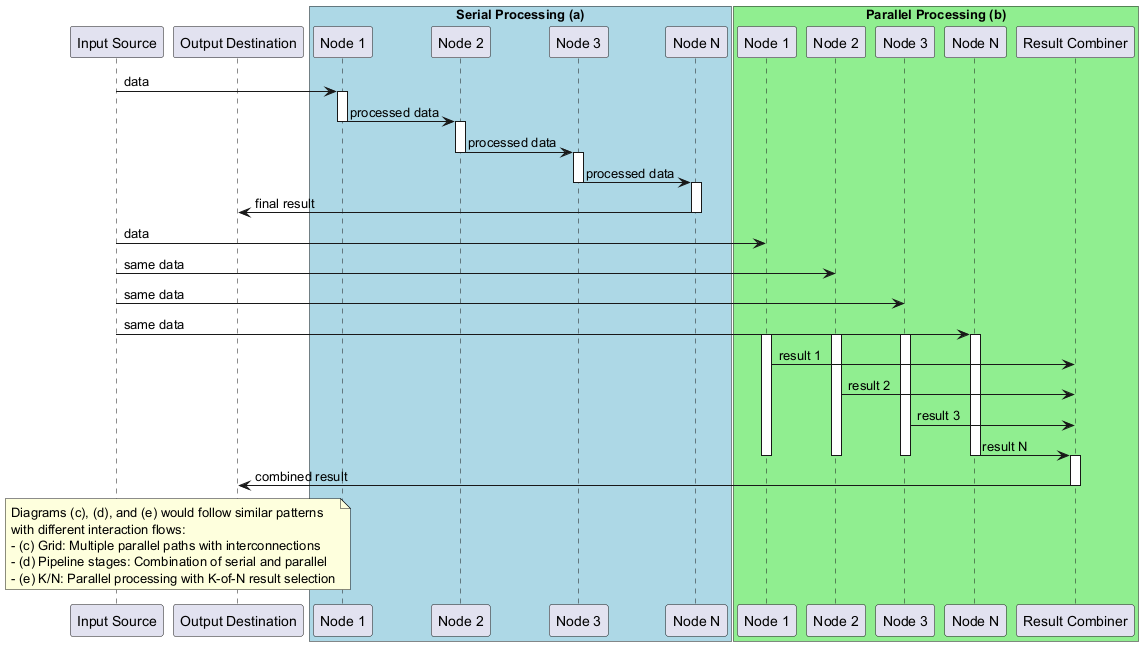 Serial Processing (a)
Parallel Processing (b)
Input Source
Output Destination
Node 1
Node 2
Node 3
Node N
Node 1
Node 2
Node 3
Node N
Result Combiner
data
processed data
processed data
processed data
final result
data
same data
same data
same data
result 1
result 2
result 3
result N
combined result
Diagrams (c), (d), and (e) would follow similar patterns
with different interaction flows:
- (c) Grid: Multiple parallel paths with interconnections
- (d) Pipeline stages: Combination of serial and parallel
- (e) K/N: Parallel processing with K-of-N result selection
Input Source
Output Destination
Node 1
Node 2
Node 3
Node N
Node 1
Node 2
Node 3
Node N
Result Combiner